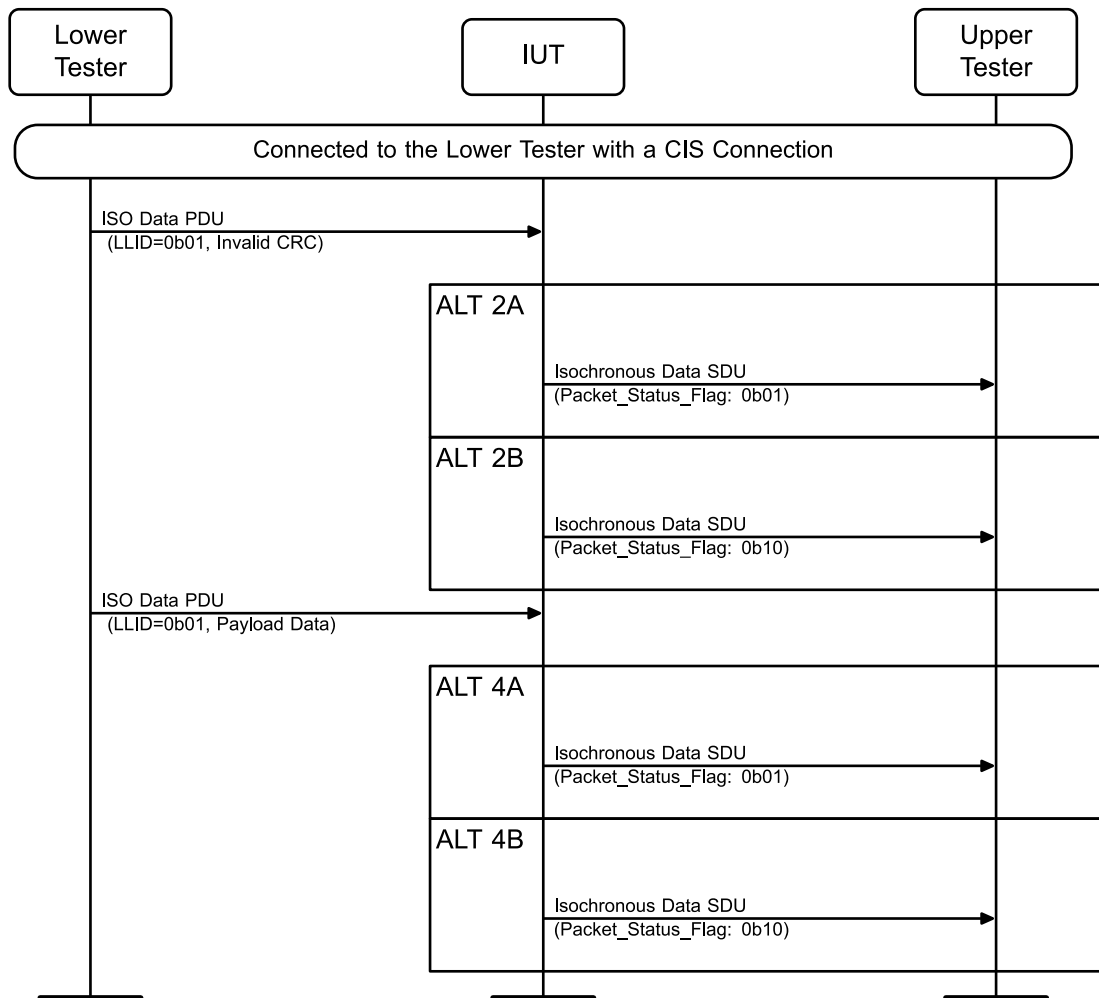 Lower
Tester
IUT
Upper
Tester
Connected to the Lower Tester with a CIS Connection
ISO Data PDU
(LLID=0b01, Invalid CRC)
ALT 2A
Isochronous Data SDU
(Packet_Status_Flag: 0b01)
ALT 2B
Isochronous Data SDU
(Packet_Status_Flag: 0b10)
ISO Data PDU
(LLID=0b01, Payload Data)
ALT 4A
Isochronous Data SDU
(Packet_Status_Flag: 0b01)
ALT 4B
Isochronous Data SDU
(Packet_Status_Flag: 0b10)